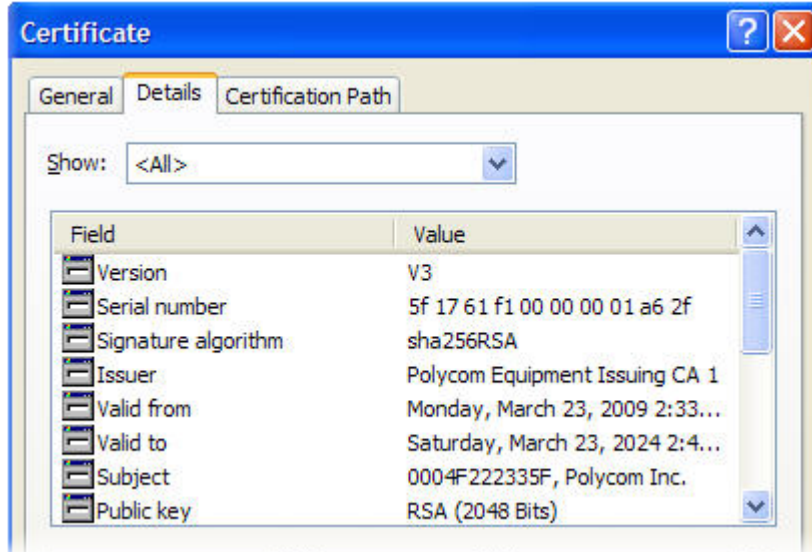 Certificate
General Details Certification Path
Show: <All>
Field Value
Version V3
Serial number 5f 17 61 f1 00 00 00 01 a6 2f
Signature algorithm sha256RSA
Issuer Polycom Equipment Issuing CA 1
Valid from Monday, March 23, 2009 2:33...
Valid to Saturday, March 23, 2024 2:4...
Subject 0004F222335F, Polycom Inc.
Public key RSA (2048 Bits)